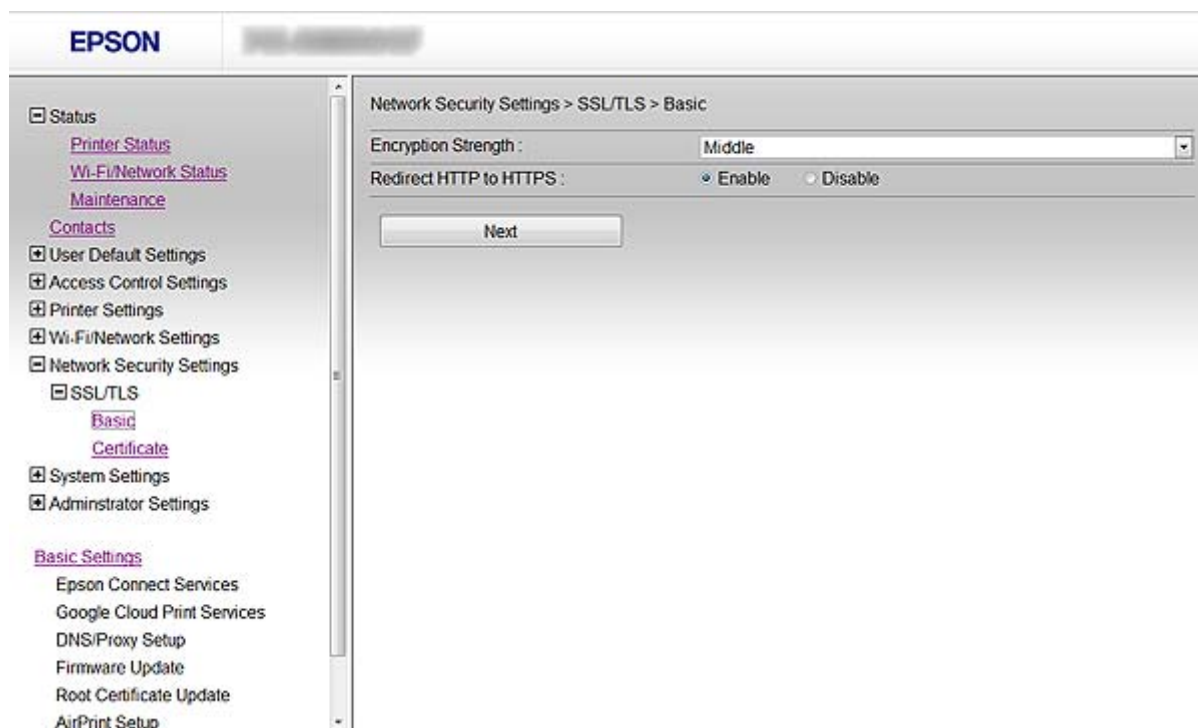 EPSON
Status
Printer Status
Wi-Fi/Network Status
Maintenance
Contacts
User Default Settings
Access Control Settings
Printer Settings
Wi-Fi/Network Settings
Network Security Settings
SSL/TLS
Basic
Certificate
System Settings
Adminstrator Settings
Basic Settings
Epson Connect Services
Google Cloud Print Services
DNS/Proxy Setup
Firmware Update
Root Certificate Update
AirPrint Setup
Network Security Settings > SSL/TLS > Basic
Encryption Strength : Middle
Redirect HTTP to HTTPS : Enable Disable
Next